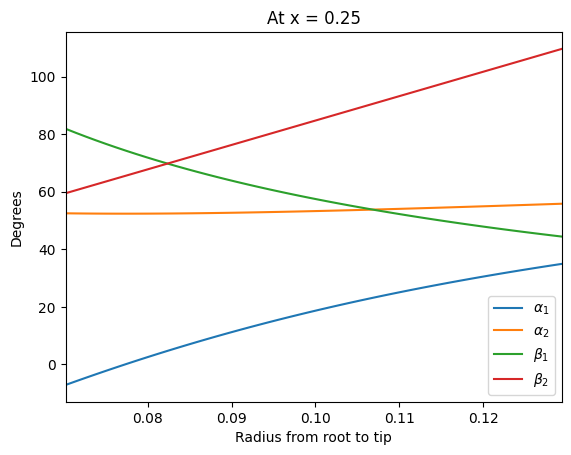 At x = 0.25
Degrees
100
80
60
40
20
0
0.08 0.09 0.10 0.11 0.12
Radius from root to tip
α₁
α₂
β₁
β₂